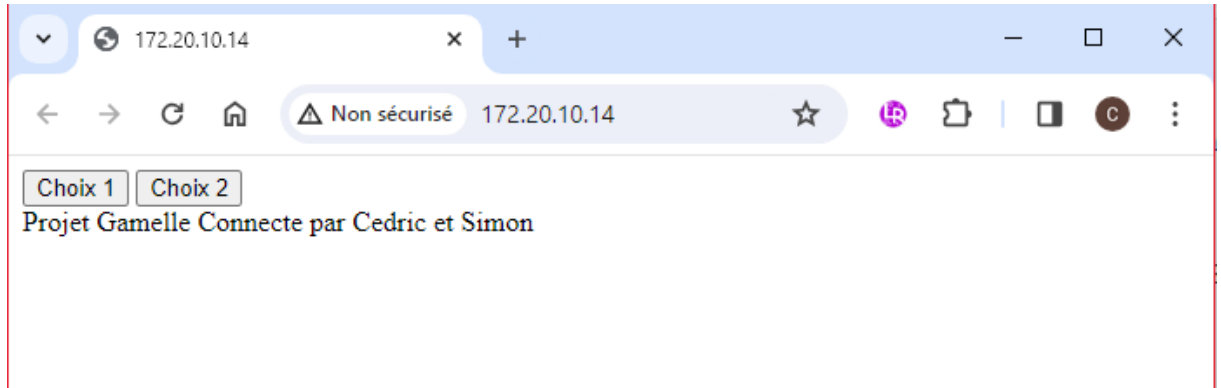 172.20.10.14
Non sécurisé 172.20.10.14
C
Choix 1 Choix 2
Projet Gamelle Connecte par Cedric et Simon